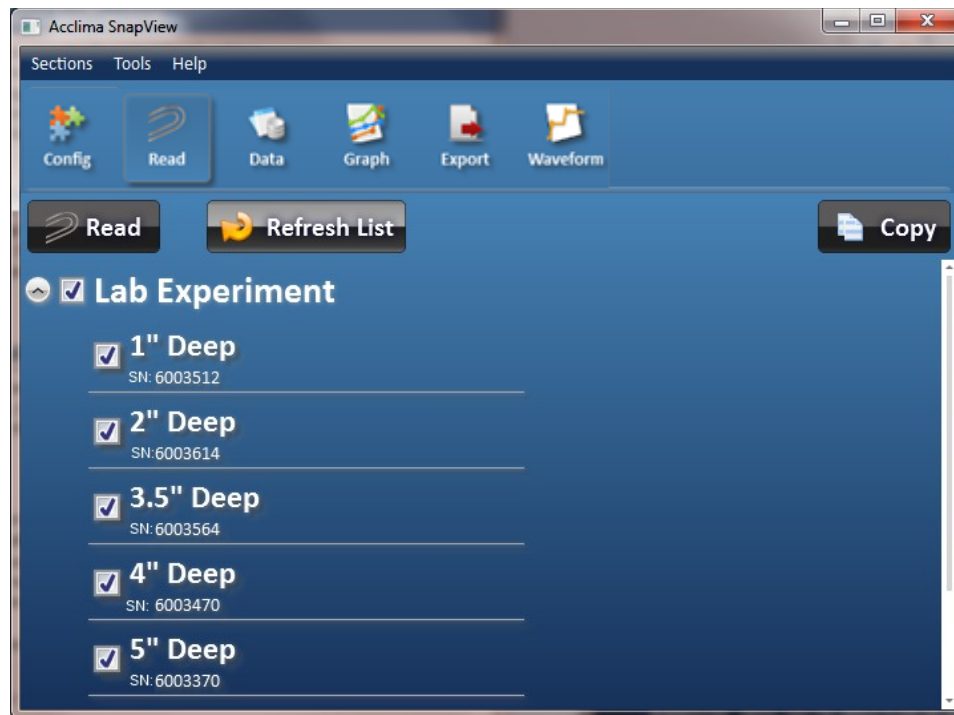 Acclima SnapView
Sections Tools Help
Config Read Data Graph Export Waveform
Read Refresh List Copy
Lab Experiment
1" Deep
SN: 6003512
2" Deep
SN:6003614
3.5" Deep
SN: 6003564
4" Deep
SN: 6003470
5" Deep
SN: 6003370